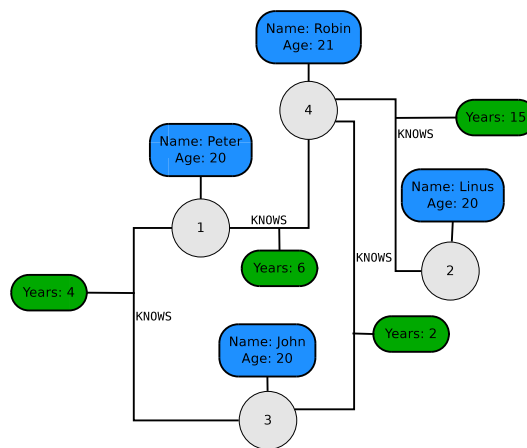 Name: Robin
Age: 21
4
Years: 15
KNOWS
Name: Peter
Age: 20
Name: Linus
Age: 20
1
KNOWS
2
Years: 6
KNOWS
Years: 4
KNOWS
Years: 2
Name: John
Age: 20
3